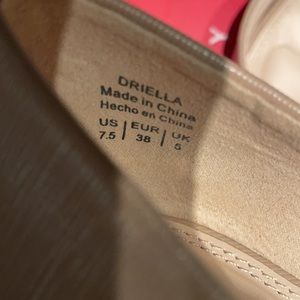 DRIELLA
Made in China
Hecho en China
US | EUR | UK
7.5 | 38 | 5